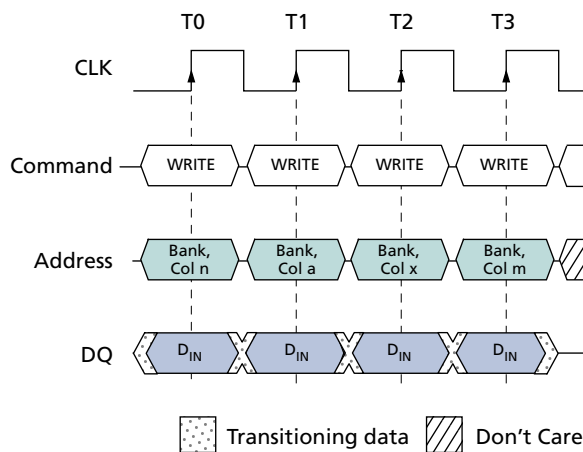 T0 T1 T2 T3
CLK
Command WRITE WRITE WRITE WRITE
Address Bank, Col n Bank, Col a Bank, Col x Bank, Col m
DQ DIN DIN DIN DIN
Transitioning data Don't Care